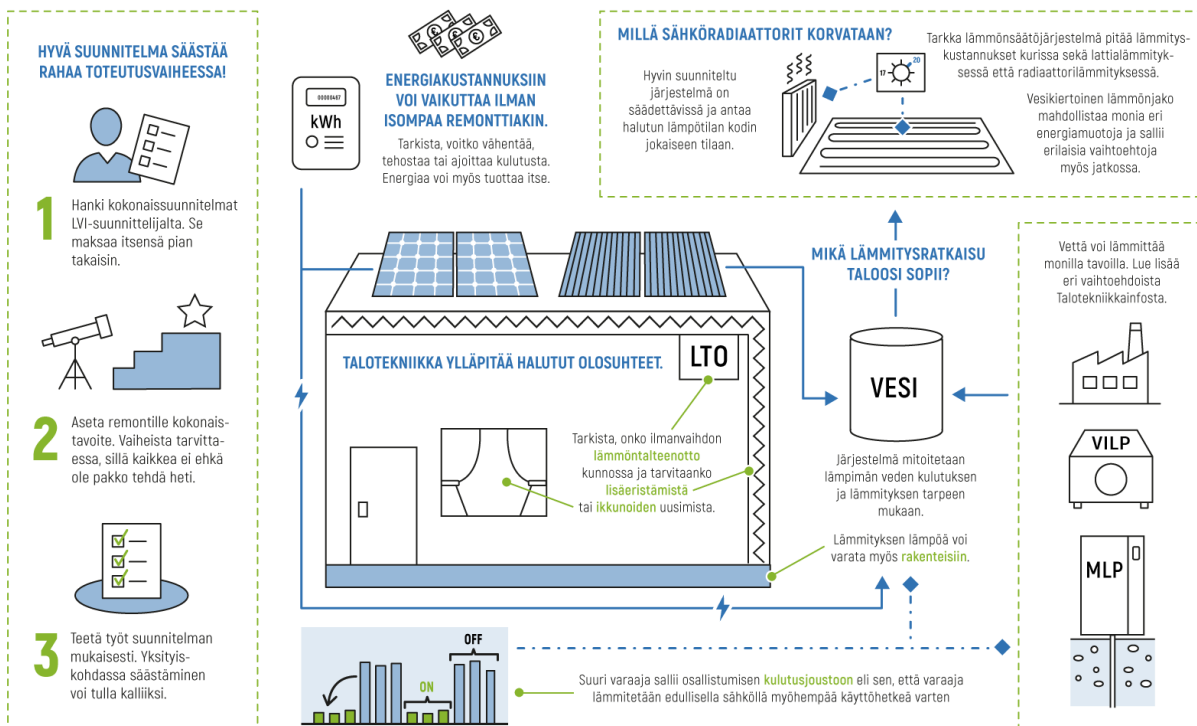 HYVÄ SUUNNITELMA SÄÄSTÄÄ
RAHAA TOTEUTUSVAIHEESSA!
1
Hanki kokonaissuunnitelmat
LVI-suunnittelijalta. Se
maksaa itsensä pian
takaisin.
2
Aseta remontille kokonais-
tavoite. Vaiheista tarvitta-
essa, sillä kaikkea ei ehkä
ole pakko tehdä heti.
3
Teetä työt suunnitelman
mukaisesti. Yksityis-
kohdassa säästäminen
voi tulla kalliiksi.
00000467
kWh
ENERGIAKUSTANNUKSIIN
VOI VAIKUTTAA ILMAN
ISOMPAA REMONTTIAKIN.
Tarkista, voitko vähentää,
tehostaa tai ajoittaa kulutusta.
Energiaa voi myös tuottaa itse.
MILLÄ SÄHKÖRADIAATTORIT KORVATAAN?
Hyvin suunniteltu
järjestelmä on
säädettävissä ja antaa
halutun lämpötilan kodin
jokaiseen tilaan.
17
20
Tarkka lämmönsäätöjärjestelmä pitää lämmitys-
kustannukset kurissa sekä lattialämmityk-
sessä että radiaattorilämmityksessä.
Vesikiertoinen lämmönjako
mahdollistaa monia eri
energiamuotoja ja sallii
erilaisia vaihtoehtoja
myös jatkossa.
TALOTEKNIIKKA YLLÄPITÄÄ HALUTUT OLOSUHTEET.
LTO
Tarkista, onko ilmanvaihdon
lämmöntalteenotto
kunnossa ja tarvitaanko
lisäeristämistä
tai ikkunoiden uusimista.
MIKÄ LÄMMITYSRATKAISU
TALOOSI SOPII?
VESI
Järjestelmä mitoitetaan
lämpimän veden kulutuksen
ja lämmityksen tarpeen
mukaan.
Lämmityksen lämpöä voi
varata myös rakenteisiin.
Vettä voi lämmittää
monilla tavoilla. Lue lisää
eri vaihtoehdoista
Talotekniikkainfosta.
VILP
MLP
ON
OFF
Suuri varaaja sallii osallistumisen kulutusjoustoon eli sen, että varaaja
lämmitetään edullisella sähköllä myöhempää käyttöhetkeä varten